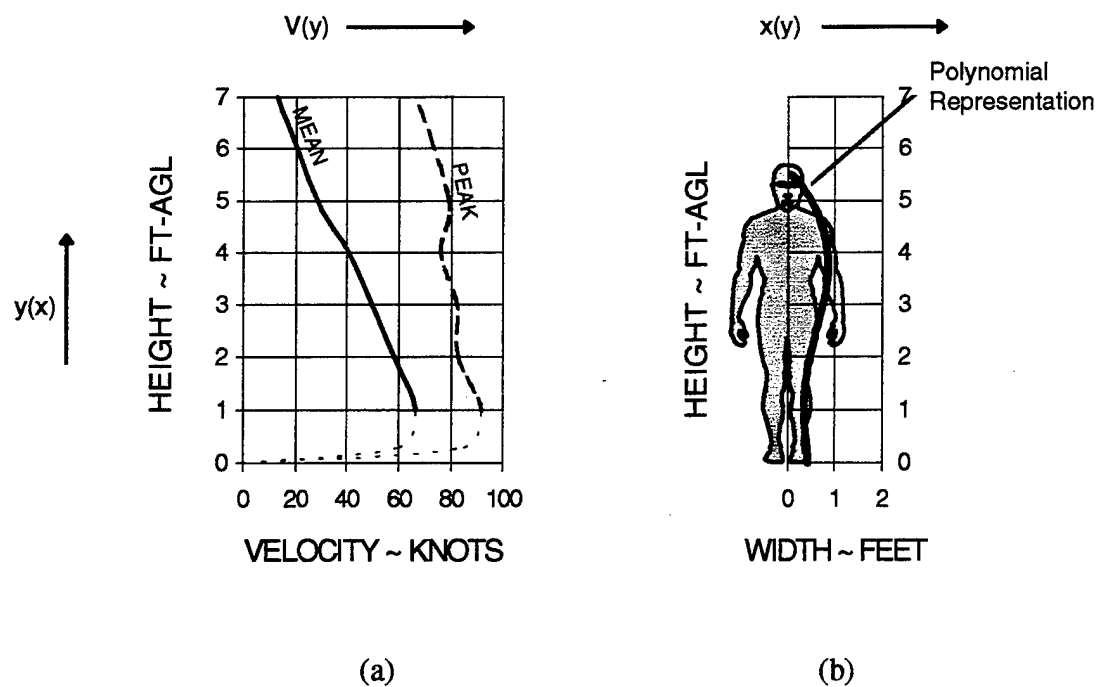 V(y)
x(y)
Polynomial
Representation
7
6
5
4
3
2
1
0
MEAN
PEAK
HEIGHT ~ FT-AGL
y(x)
0 20 40 60 80 100
VELOCITY ~ KNOTS
HEIGHT ~ FT-AGL
7
6
5
4
3
2
1
0
0 1 2
WIDTH ~ FEET
(a)
(b)